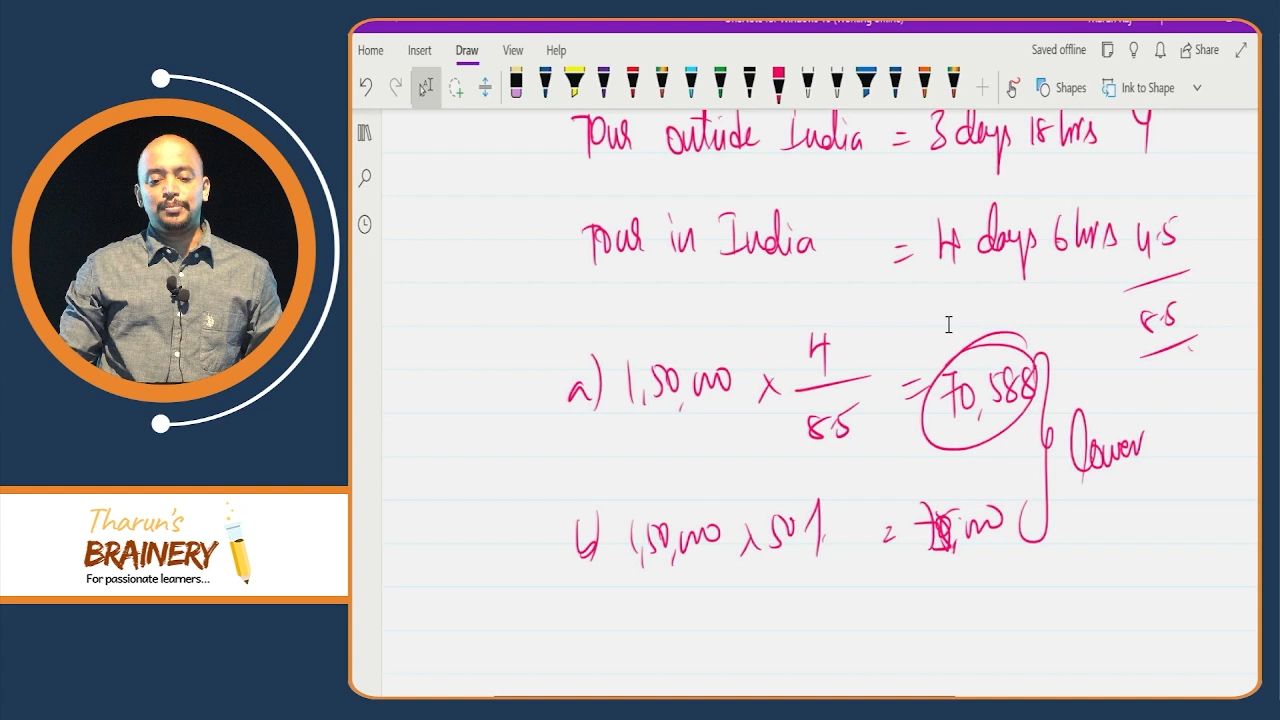 Home Insert Draw View Help Saved offline Share
Shapes Ink to Shape
Tour outside India = 3 days 18 hrs 4
Tour in India = 4 days 6 hrs 4.5
8.5
a) 1,50,000 x 4/8.5 = 70,588
lower
b) 1,50,000 x 50% = 75,000
Tharun's
BRAINERY
For passionate learners...